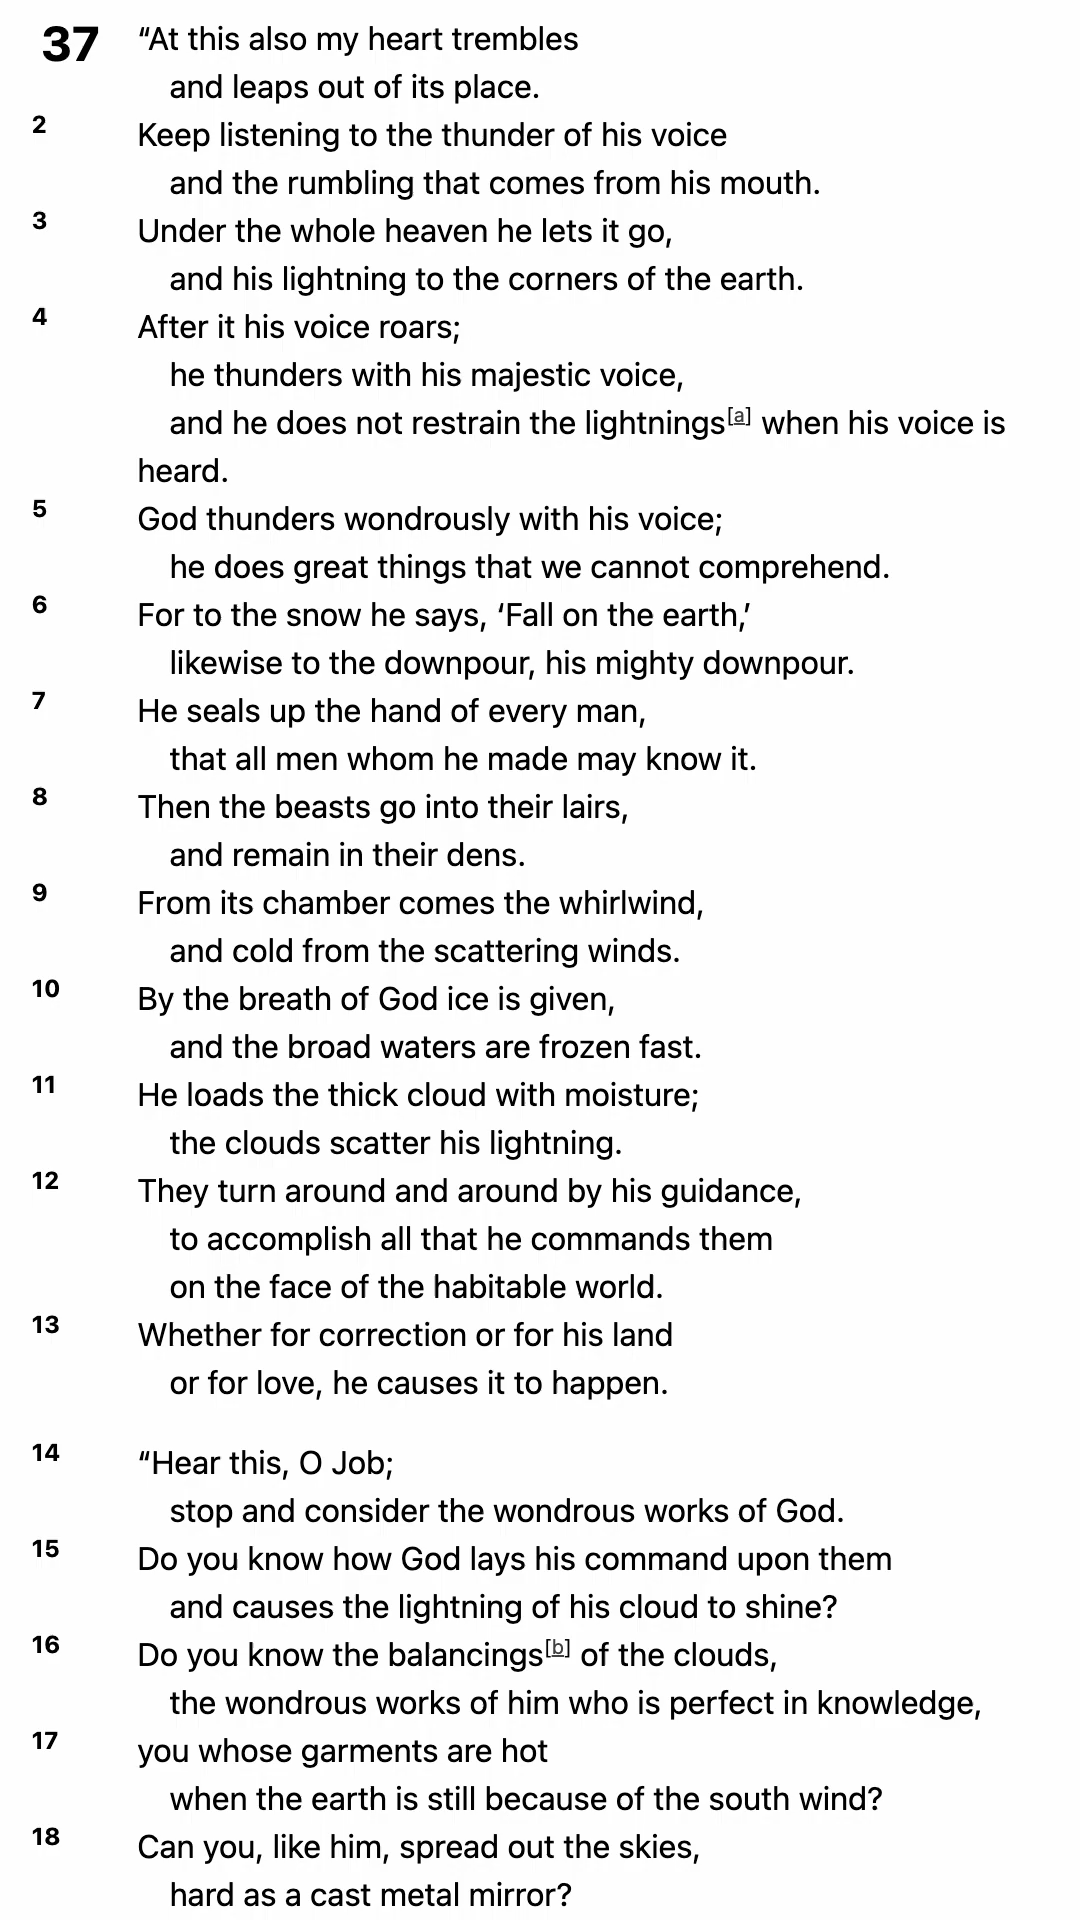 37 “At this also my heart trembles
and leaps out of its place.
2 Keep listening to the thunder of his voice
and the rumbling that comes from his mouth.
3 Under the whole heaven he lets it go,
and his lightning to the corners of the earth.
4 After it his voice roars;
he thunders with his majestic voice,
and he does not restrain the lightnings[a] when his voice is
heard.
5 God thunders wondrously with his voice;
he does great things that we cannot comprehend.
6 For to the snow he says, ‘Fall on the earth,’
likewise to the downpour, his mighty downpour.
7 He seals up the hand of every man,
that all men whom he made may know it.
8 Then the beasts go into their lairs,
and remain in their dens.
9 From its chamber comes the whirlwind,
and cold from the scattering winds.
10 By the breath of God ice is given,
and the broad waters are frozen fast.
11 He loads the thick cloud with moisture;
the clouds scatter his lightning.
12 They turn around and around by his guidance,
to accomplish all that he commands them
on the face of the habitable world.
13 Whether for correction or for his land
or for love, he causes it to happen.
14 “Hear this, O Job;
stop and consider the wondrous works of God.
15 Do you know how God lays his command upon them
and causes the lightning of his cloud to shine?
16 Do you know the balancings[b] of the clouds,
the wondrous works of him who is perfect in knowledge,
17 you whose garments are hot
when the earth is still because of the south wind?
18 Can you, like him, spread out the skies,
hard as a cast metal mirror?